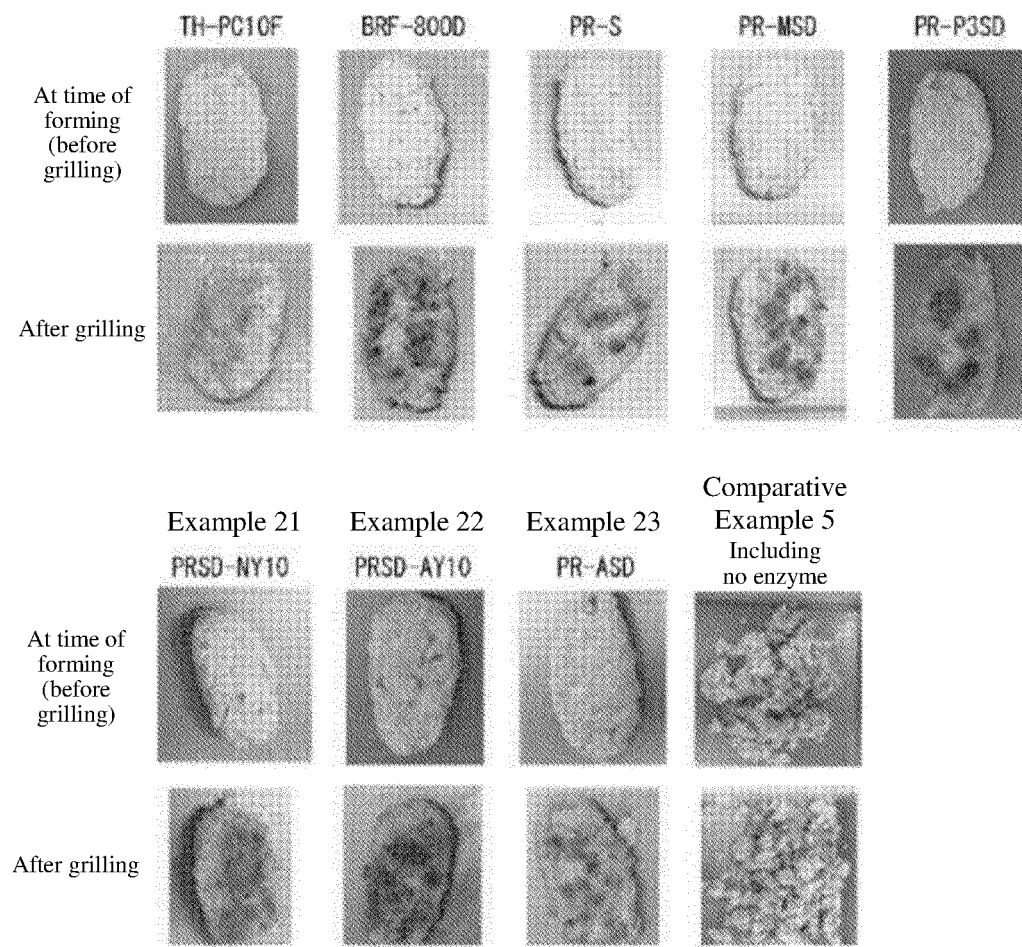 TH-PC10F BRF-800D PR-S PR-MSD PR-P3SD
At time of
forming
(before
grilling)
After grilling
Example 21 Example 22 Example 23 Comparative
Example 5
Including
no enzyme
PRSD-NY10 PRSD-AY10 PR-ASD
At time of
forming
(before
grilling)
After grilling